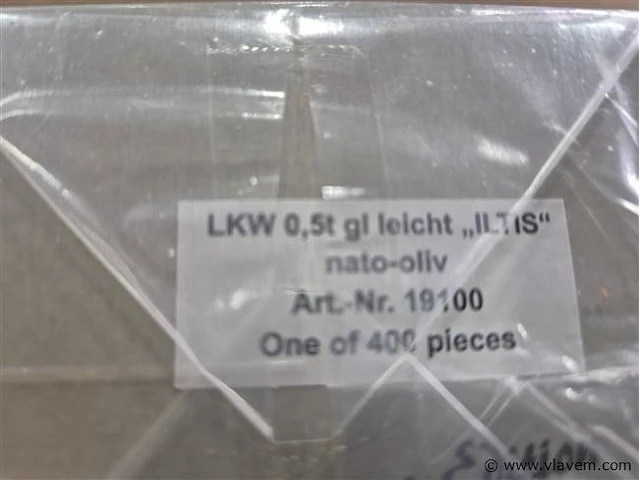 LKW 0,5t gl leicht „ILTIS“
nato-oliv
Art.-Nr. 19100
One of 400 pieces
© www.vlavem.com